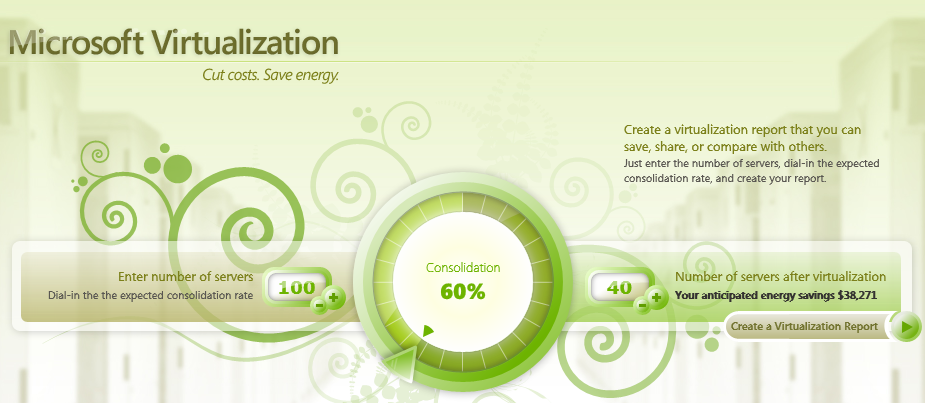 Microsoft Virtualization
Cut costs. Save energy.
Create a virtualization report that you can
save, share, or compare with others.
Just enter the number of servers, dial-in the expected
consolidation rate, and create your report.
Enter number of servers
Dial-in the the expected consolidation rate
100
- +
Consolidation
60%
40
- +
Number of servers after virtualization
Your anticipated energy savings $38,271
Create a Virtualization Report